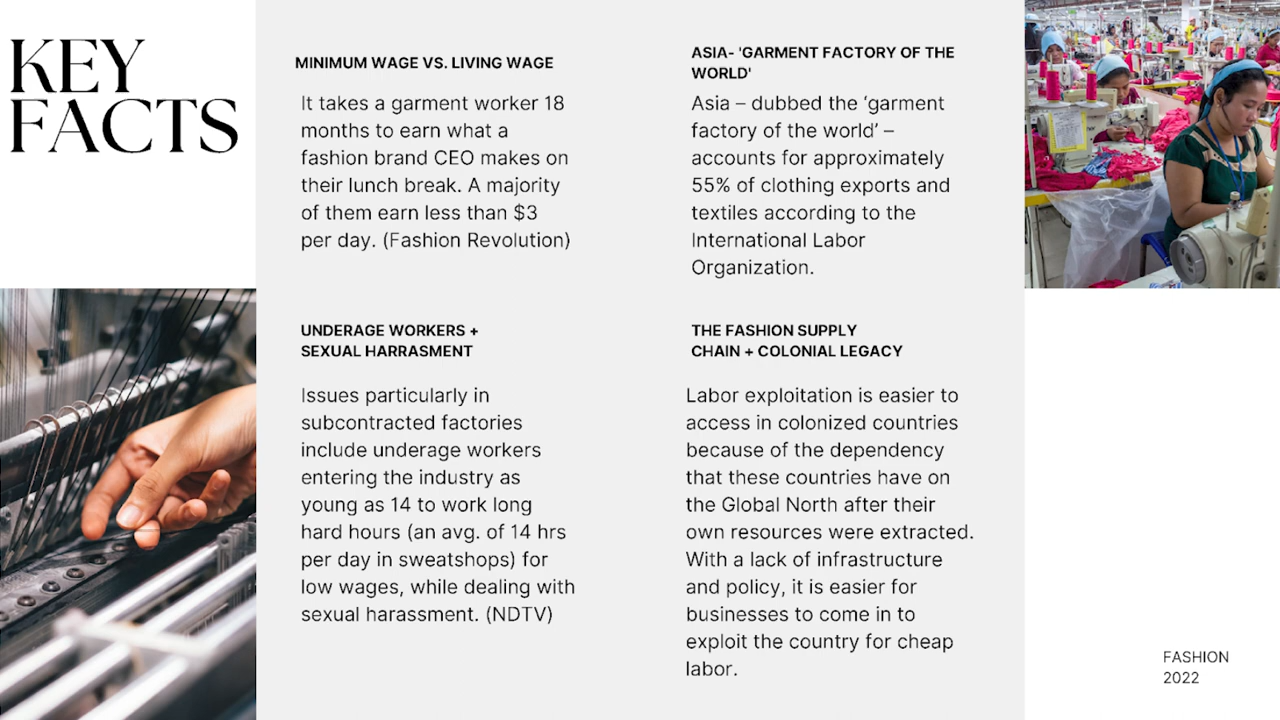 KEY
FACTS
MINIMUM WAGE VS. LIVING WAGE
It takes a garment worker 18
months to earn what a
fashion brand CEO makes on
their lunch break. A majority
of them earn less than $3
per day. (Fashion Revolution)
ASIA- 'GARMENT FACTORY OF THE
WORLD'
Asia – dubbed the ‘garment
factory of the world’ –
accounts for approximately
55% of clothing exports and
textiles according to the
International Labor
Organization.
UNDERAGE WORKERS +
SEXUAL HARRASMENT
Issues particularly in
subcontracted factories
include underage workers
entering the industry as
young as 14 to work long
hard hours (an avg. of 14 hrs
per day in sweatshops) for
low wages, while dealing with
sexual harassment. (NDTV)
THE FASHION SUPPLY
CHAIN + COLONIAL LEGACY
Labor exploitation is easier to
access in colonized countries
because of the dependency
that these countries have on
the Global North after their
own resources were extracted.
With a lack of infrastructure
and policy, it is easier for
businesses to come in to
exploit the country for cheap
labor.
FASHION
2022